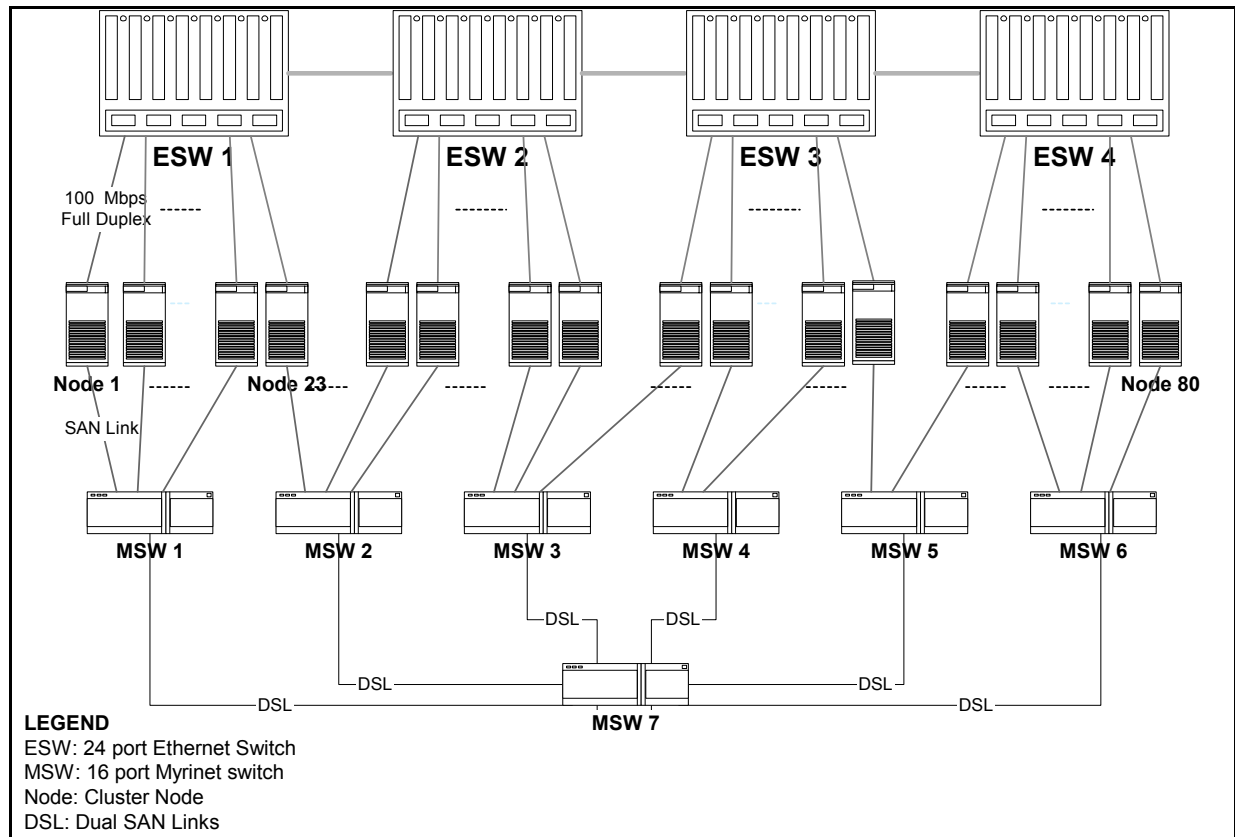 ESW 1
ESW 2
ESW 3
ESW 4
100 Mbps
Full Duplex
Node 1
Node 23
Node 80
SAN Link
MSW 1
MSW 2
MSW 3
MSW 4
MSW 5
MSW 6
DSL
DSL
DSL
DSL
DSL
DSL
MSW 7
LEGEND
ESW: 24 port Ethernet Switch
MSW: 16 port Myrinet switch
Node: Cluster Node
DSL: Dual SAN Links